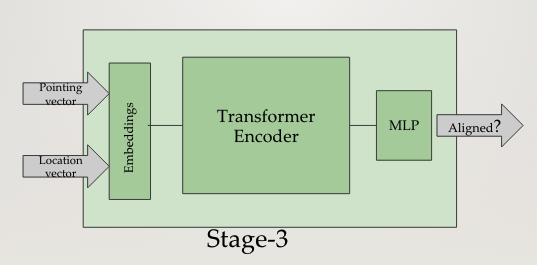 Pointing
vector
Location
vector
Embeddings
Transformer
Encoder
MLP
Aligned?
Stage-3